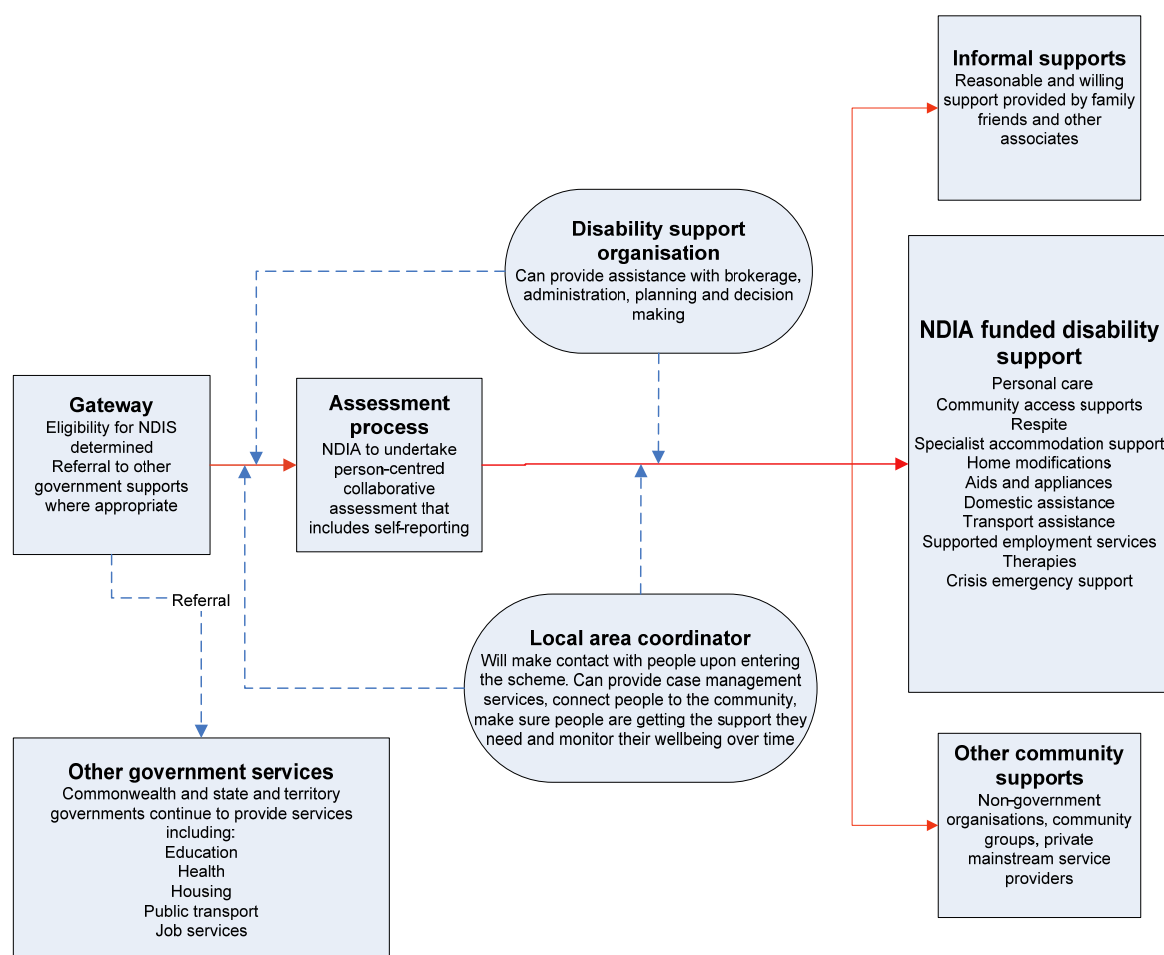 Informal supports
Reasonable and willing
support provided by family
friends and other
associates
Disability support
organisation
Can provide assistance with brokerage,
administration, planning and decision
making
NDIA funded disability
support
Personal care
Community access supports
Respite
Specialist accommodation support
Home modifications
Aids and appliances
Domestic assistance
Transport assistance
Supported employment services
Therapies
Crisis emergency support
Gateway
Eligibility for NDIS
determined
Referral to other
government supports
where appropriate
Assessment
process
NDIA to undertake
person-centred
collaborative
assessment that
includes self-reporting
Referral
Local area coordinator
Will make contact with people upon entering
the scheme. Can provide case management
services, connect people to the community,
make sure people are getting the support they
need and monitor their wellbeing over time
Other government services
Commonwealth and state and territory
governments continue to provide services
including:
Education
Health
Housing
Public transport
Job services
Other community
supports
Non-government
organisations, community
groups, private
mainstream service
providers